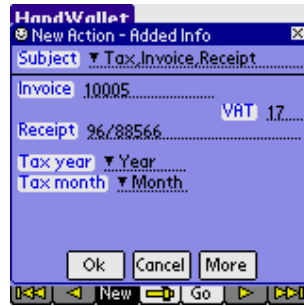 HandWallet
New Action - Added Info
Subject Tax,Invoice,Receipt
Invoice 10005
VAT 17
Receipt 96/88566
Tax year Year
Tax month Month
Ok Cancel More
New Go